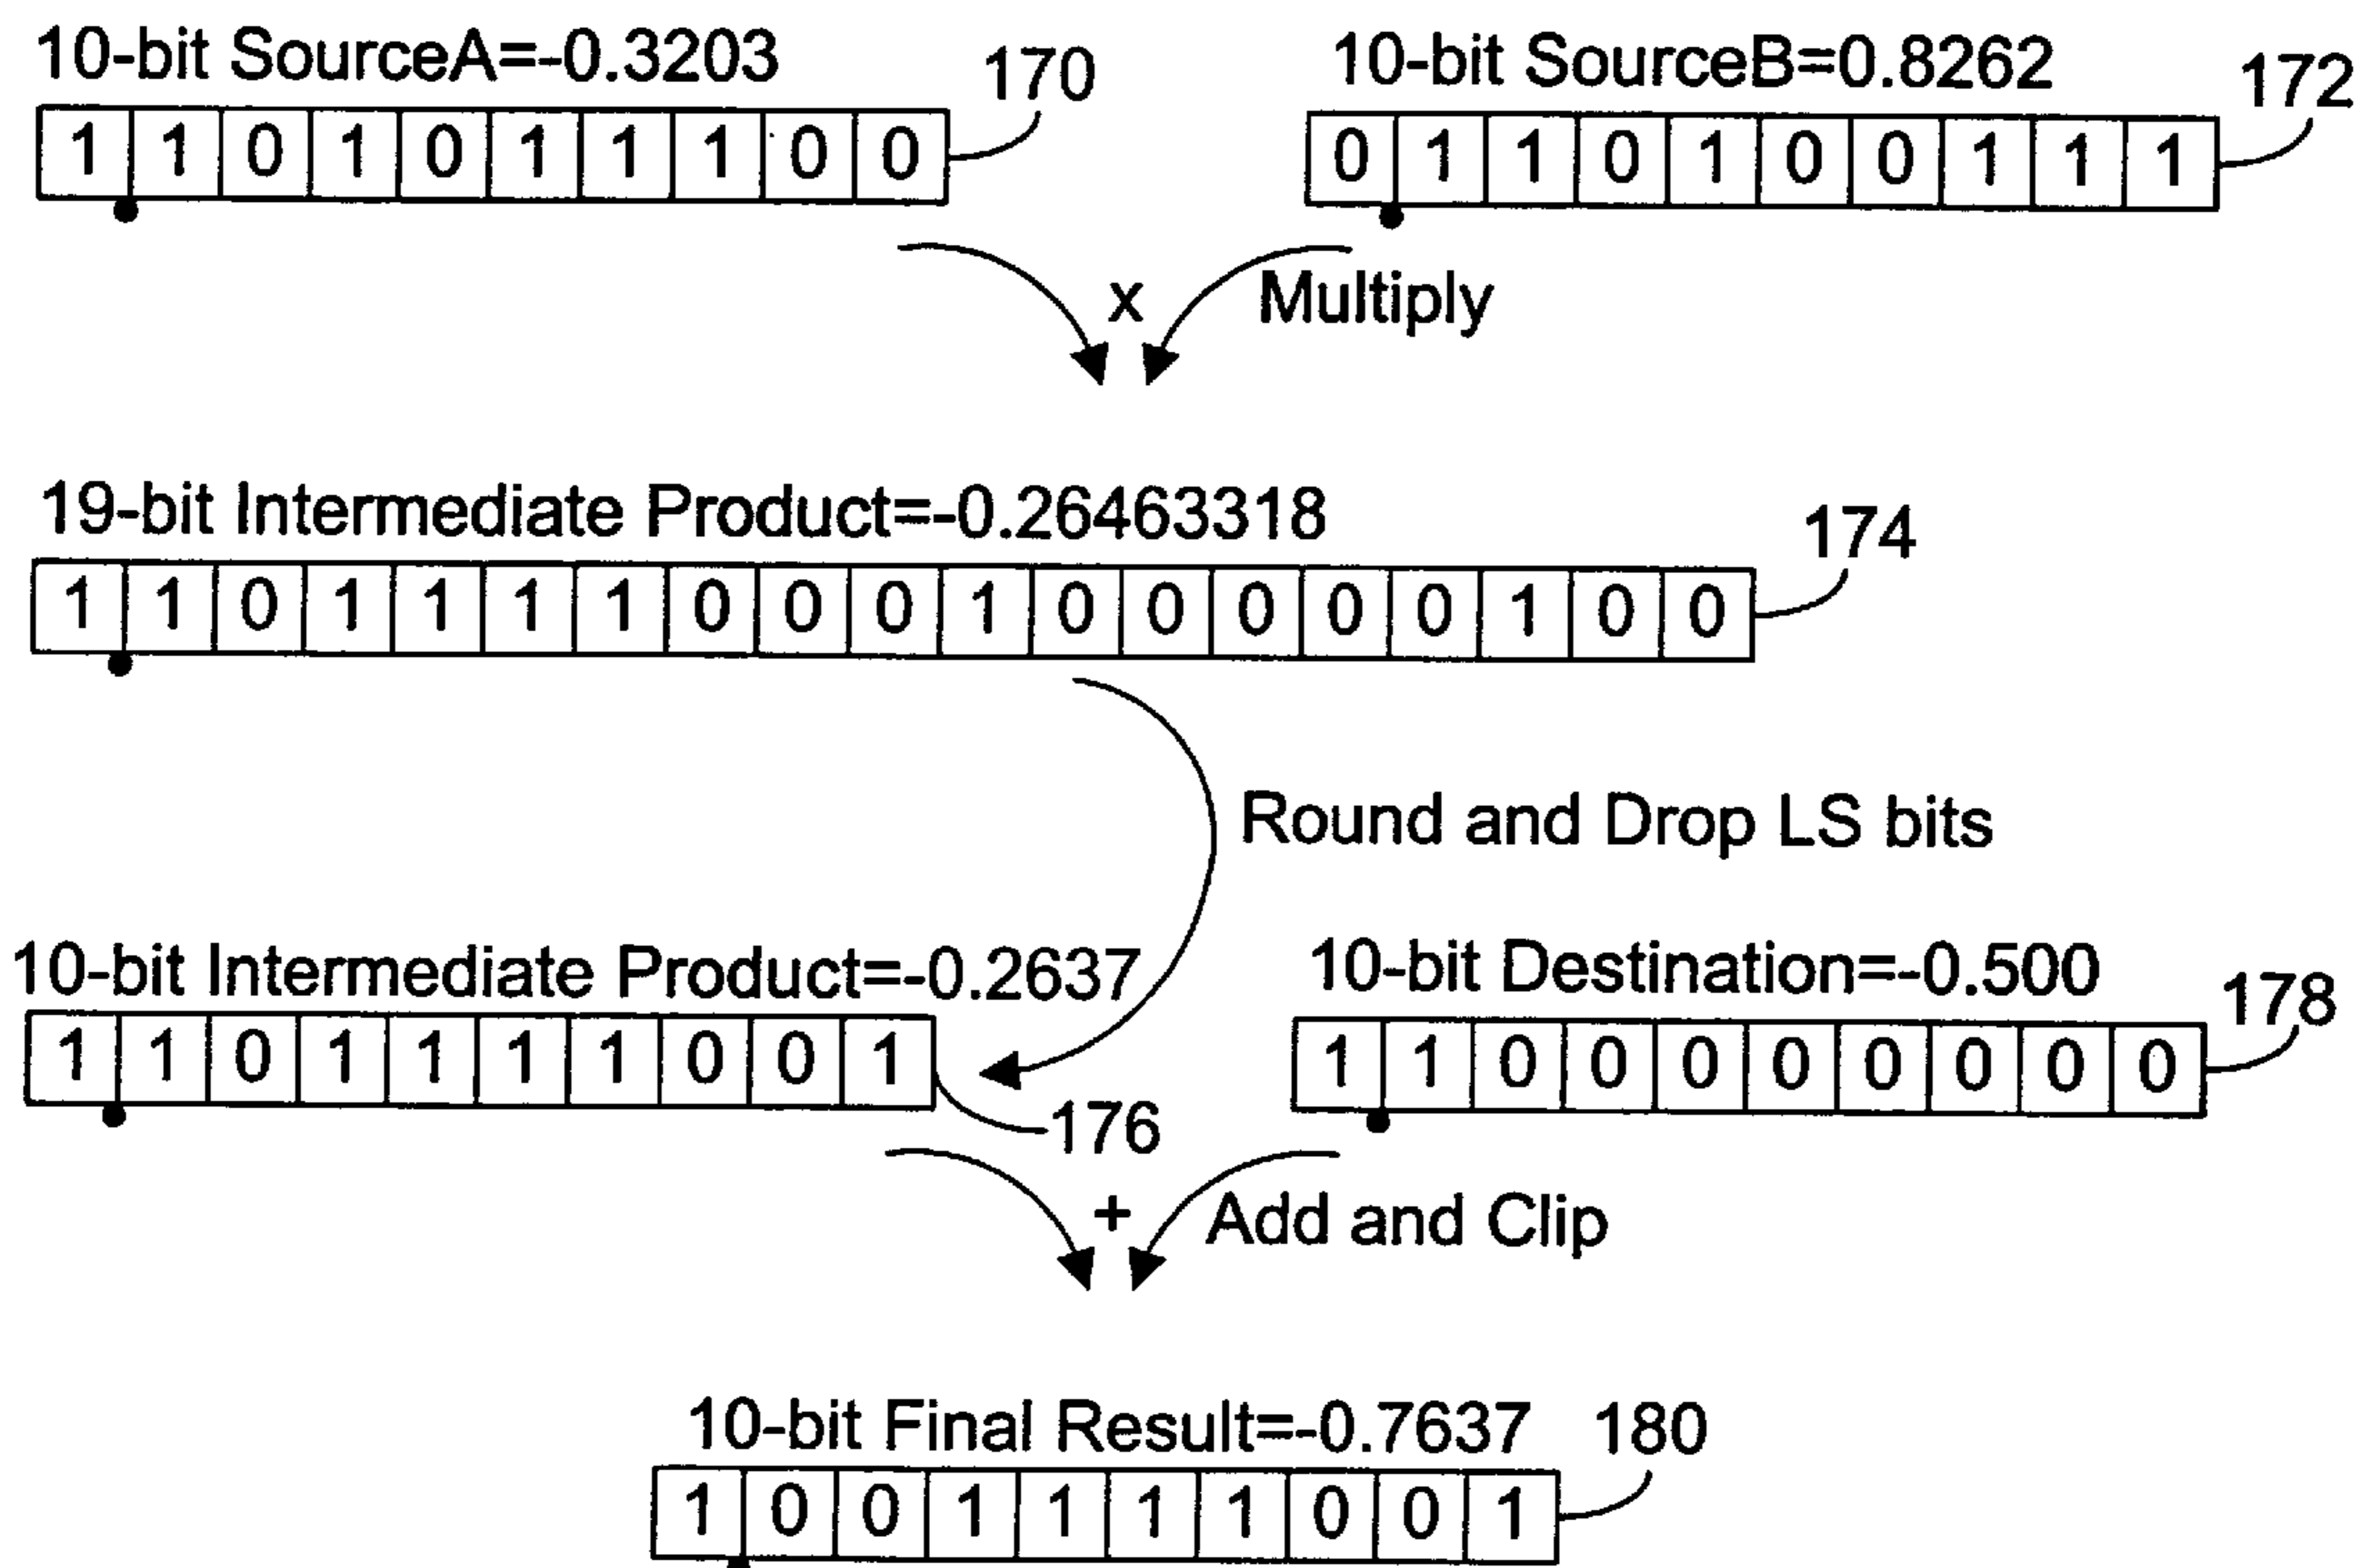 10-bit SourceA=-0.3203 170
1 1 0 1 0 1 1 1 0 0
10-bit SourceB=0.8262 172
0 1 1 0 1 0 0 1 1 1
x Multiply
19-bit Intermediate Product=-0.26463318 174
1 1 0 1 1 1 1 0 0 0 1 0 0 0 0 0 1 0 0
Round and Drop LS bits
10-bit Intermediate Product=-0.2637
1 1 0 1 1 1 1 0 0 1
176
10-bit Destination=-0.500 178
1 1 0 0 0 0 0 0 0 0
+ Add and Clip
10-bit Final Result=-0.7637 180
1 0 0 1 1 1 1 0 0 1